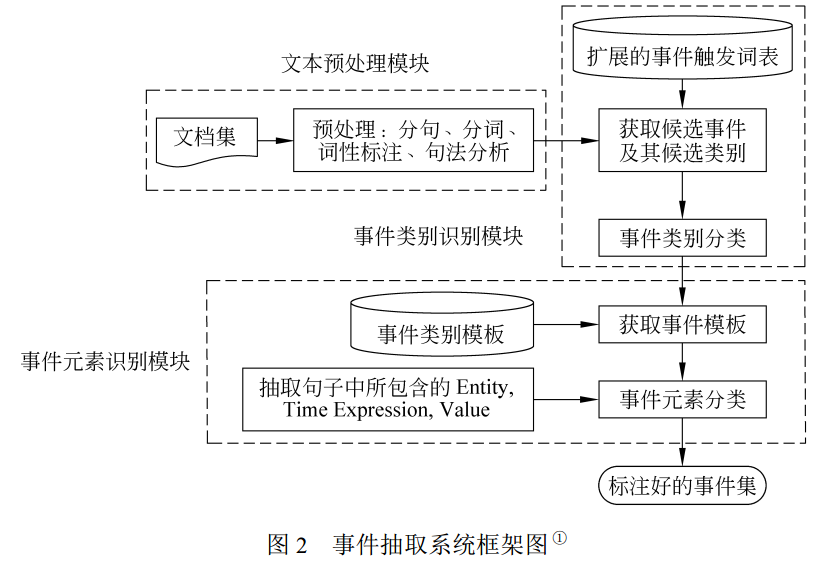 扩展的事件触发词表
文本预处理模块
文档集
预处理：分句、分词、
词性标注、句法分析
获取候选事件
及其候选类别
事件类别识别模块
事件类别分类
事件类别模板
获取事件模板
事件元素识别模块
抽取句子中所包含的 Entity,
Time Expression, Value
事件元素分类
标注好的事件集
图 2 事件抽取系统框架图①